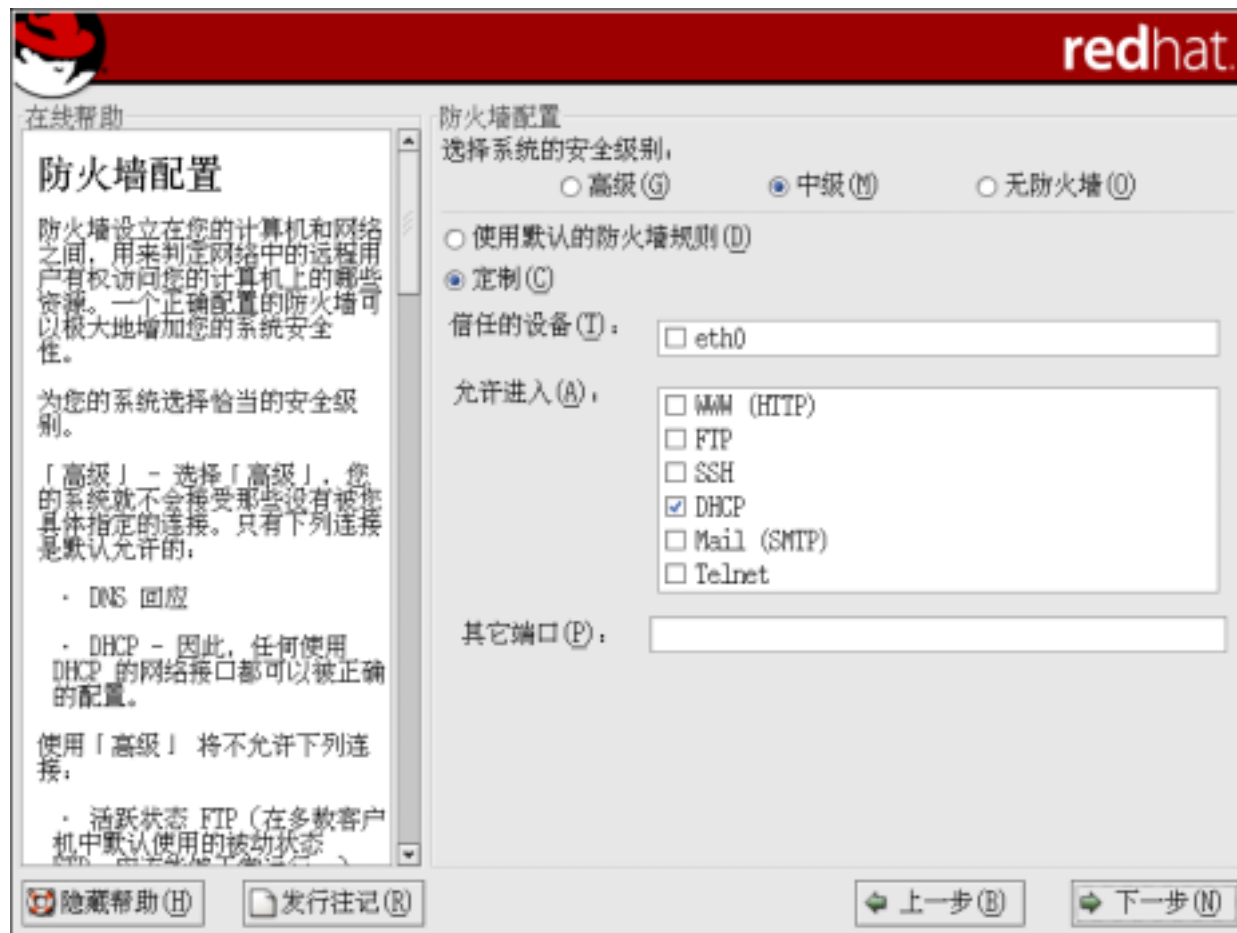 redhat.
在线帮助
防火墙配置
防火墙设立在您的计算机和网络
之间，用来判定网络中的远程用
户有权访问您的计算机上的哪些
资源。一个正确配置的防火墙可
以极大地增加您的系统安全
性。
为您的系统选择恰当的安全级
别。
「高级」 - 选择「高级」，您
的系统就不会接受那些没有被您
具体指定的连接。只有下列连接
是默认允许的：
· DNS 回应
· DHCP - 因此，任何使用
DHCP 的网络接口都可以被正确
的配置。
使用「高级」 将不允许下列连
接：
· 活跃状态 FTP（在多数客户
机中默认使用的被动状态
防火墙配置
选择系统的安全级别：
高级(G) 中级(M) 无防火墙(O)
使用默认的防火墙规则(D)
定制(C)
信任的设备(T)：
eth0
允许进入(A)：
WWW (HTTP)
FTP
SSH
DHCP
Mail (SMTP)
Telnet
其它端口(P)：
隐藏帮助(H) 发行注记(R) 上一步(B) 下一步(N)